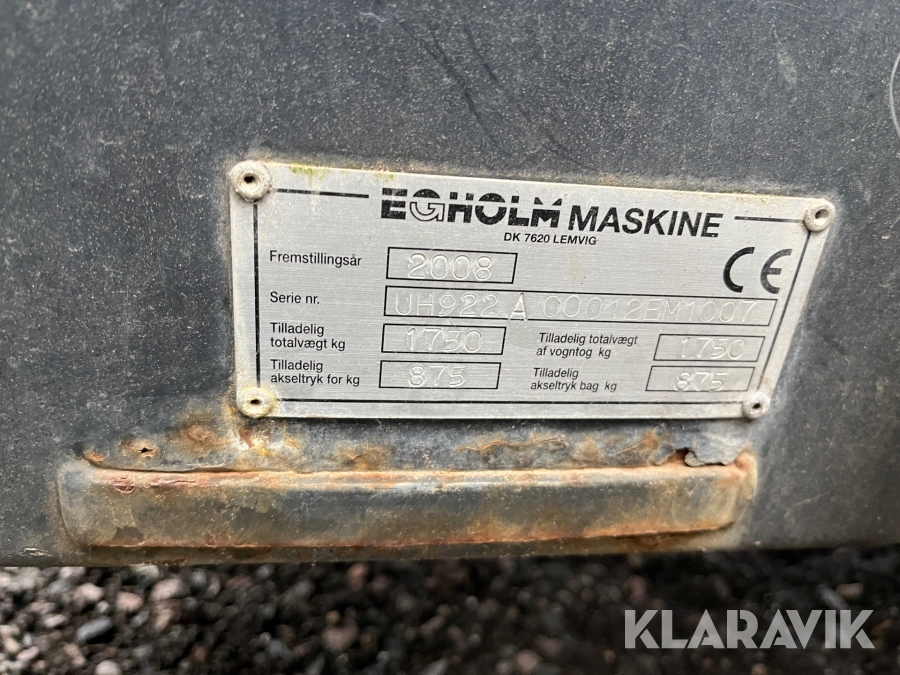 EGHOLM MASKINE
DK 7620 LEMVIG
Fremstillingsår 2008
CE
Serie nr. UH922 A 00012EM1007
Tilladelig totalvægt kg 1750
Tilladelig totalvægt af vogntog kg 1750
Tilladelig akseltryk for kg 875
Tilladelig akseltryk bag kg 875
KLARAVIK